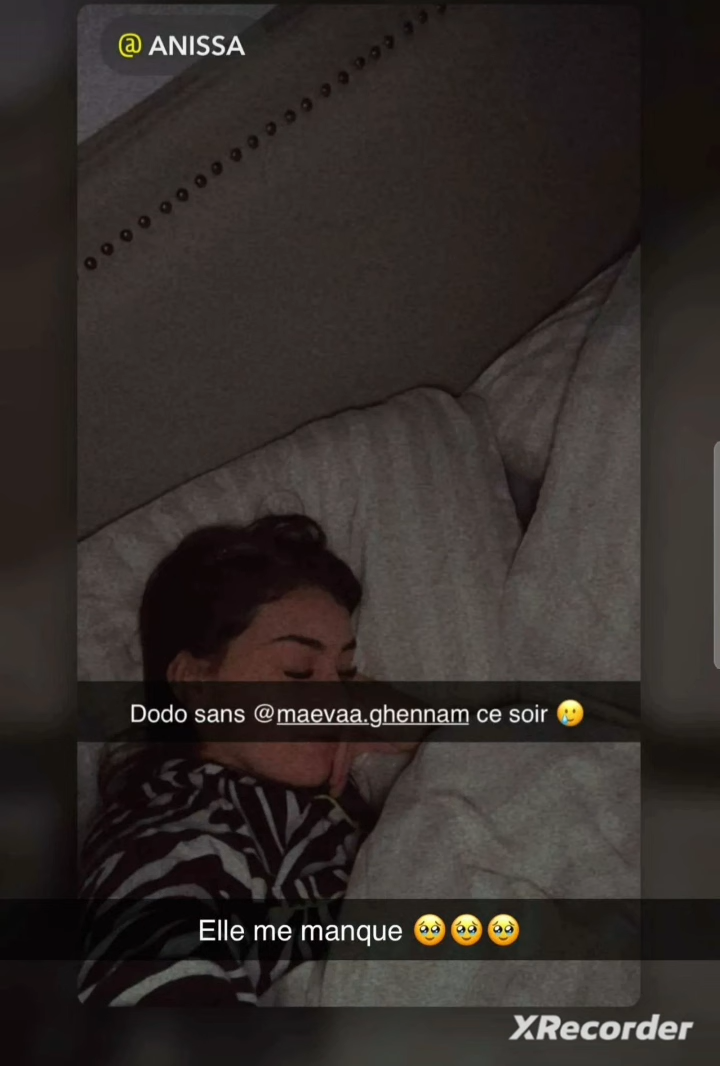 @ ANISSA
Dodo sans @maevaa.ghennam ce soir 🥲
Elle me manque 🥹🥹🥹
XRecorder